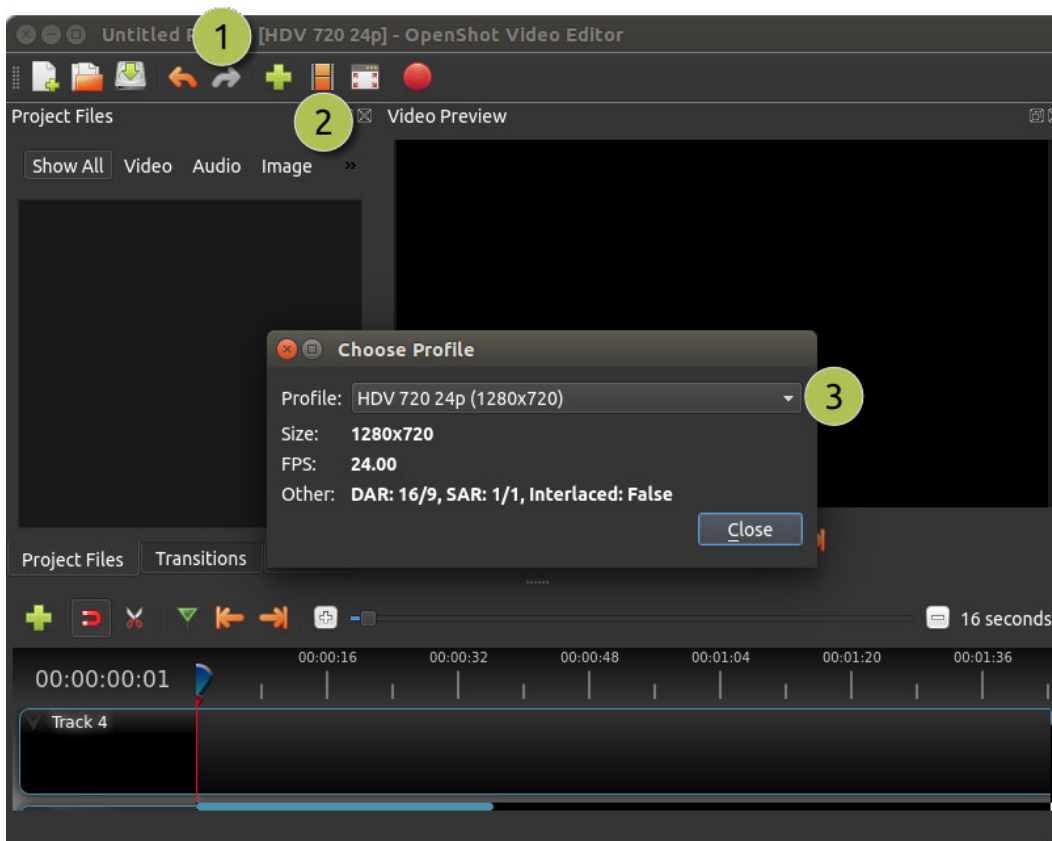 Untitled P [HDV 720 24p] - OpenShot Video Editor
1
Project Files
2
Video Preview
Show All Video Audio Image »
Choose Profile
Profile: HDV 720 24p (1280x720)
3
Size: 1280x720
FPS: 24.00
Other: DAR: 16/9, SAR: 1/1, Interlaced: False
Close
Project Files Transitions
16 seconds
00:00:00:01
00:00:16 00:00:32 00:00:48 00:01:04 00:01:20 00:01:36
Track 4